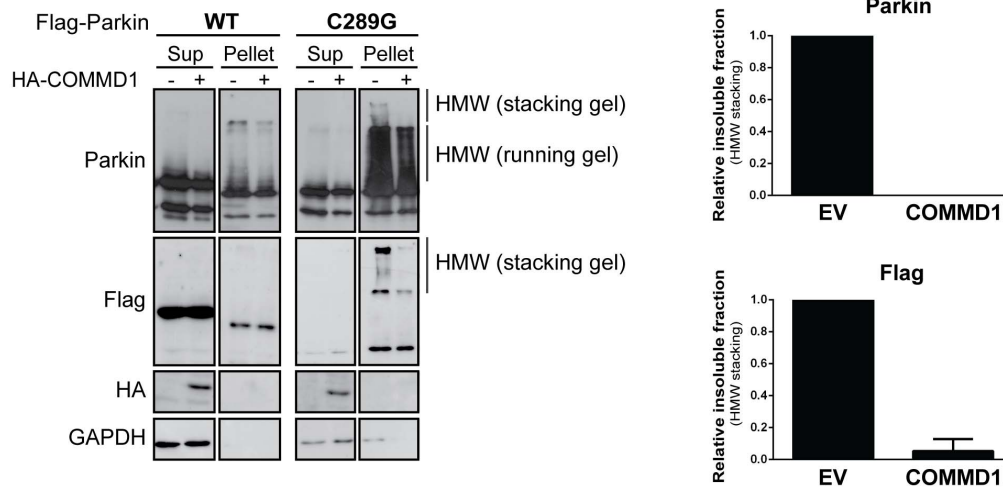 Flag-Parkin WT C289G
Sup Pellet Sup Pellet
HA-COMMD1 - + - + - + - +
Parkin
HMW (stacking gel)
HMW (running gel)
Flag
HMW (stacking gel)
HA
GAPDH
Parkin
Relative insoluble fraction
(HMW stacking)
1.0
0.8
0.6
0.4
0.2
0.0
EV COMMD1
Flag
Relative insoluble fraction
(HMW stacking)
1.0
0.8
0.6
0.4
0.2
0.0
EV COMMD1